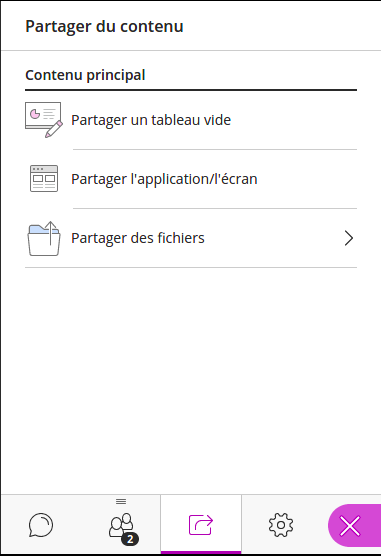 Partager du contenu
Contenu principal
Partager un tableau vide
Partager l'application/l'écran
Partager des fichiers
2